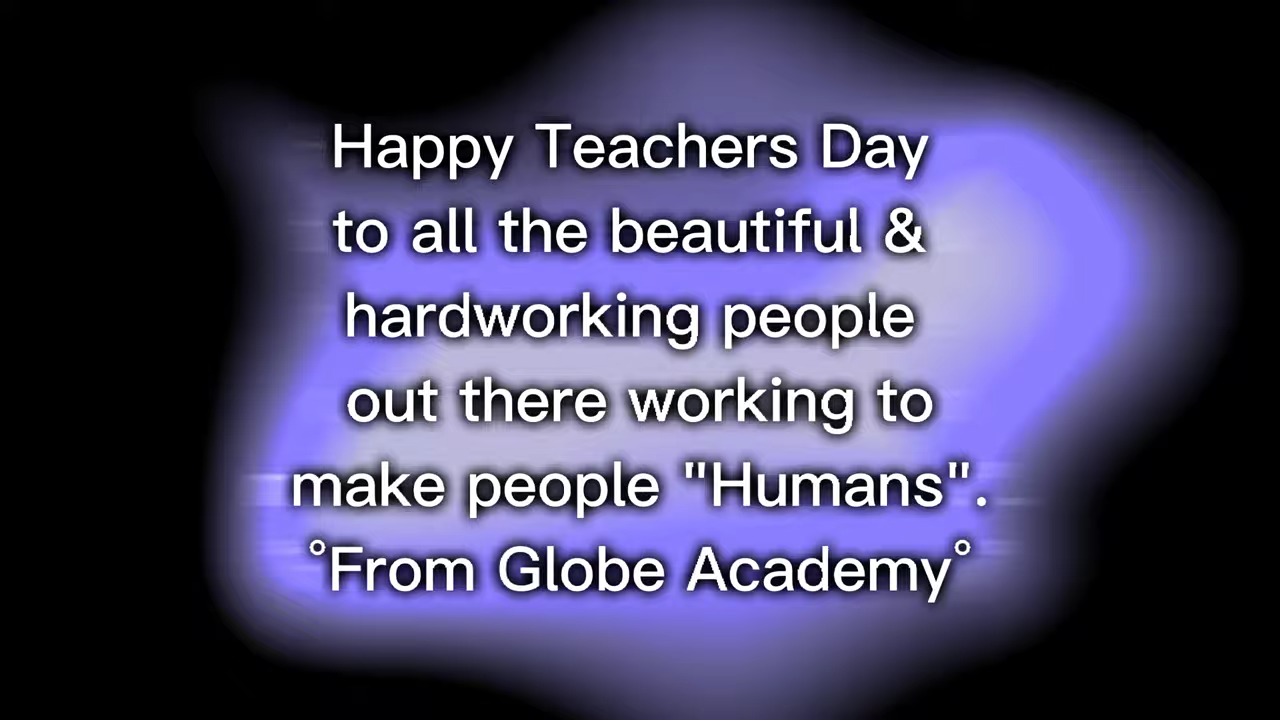 Happy Teachers Day
to all the beautiful &
hardworking people
out there working to
make people "Humans".
°From Globe Academy°